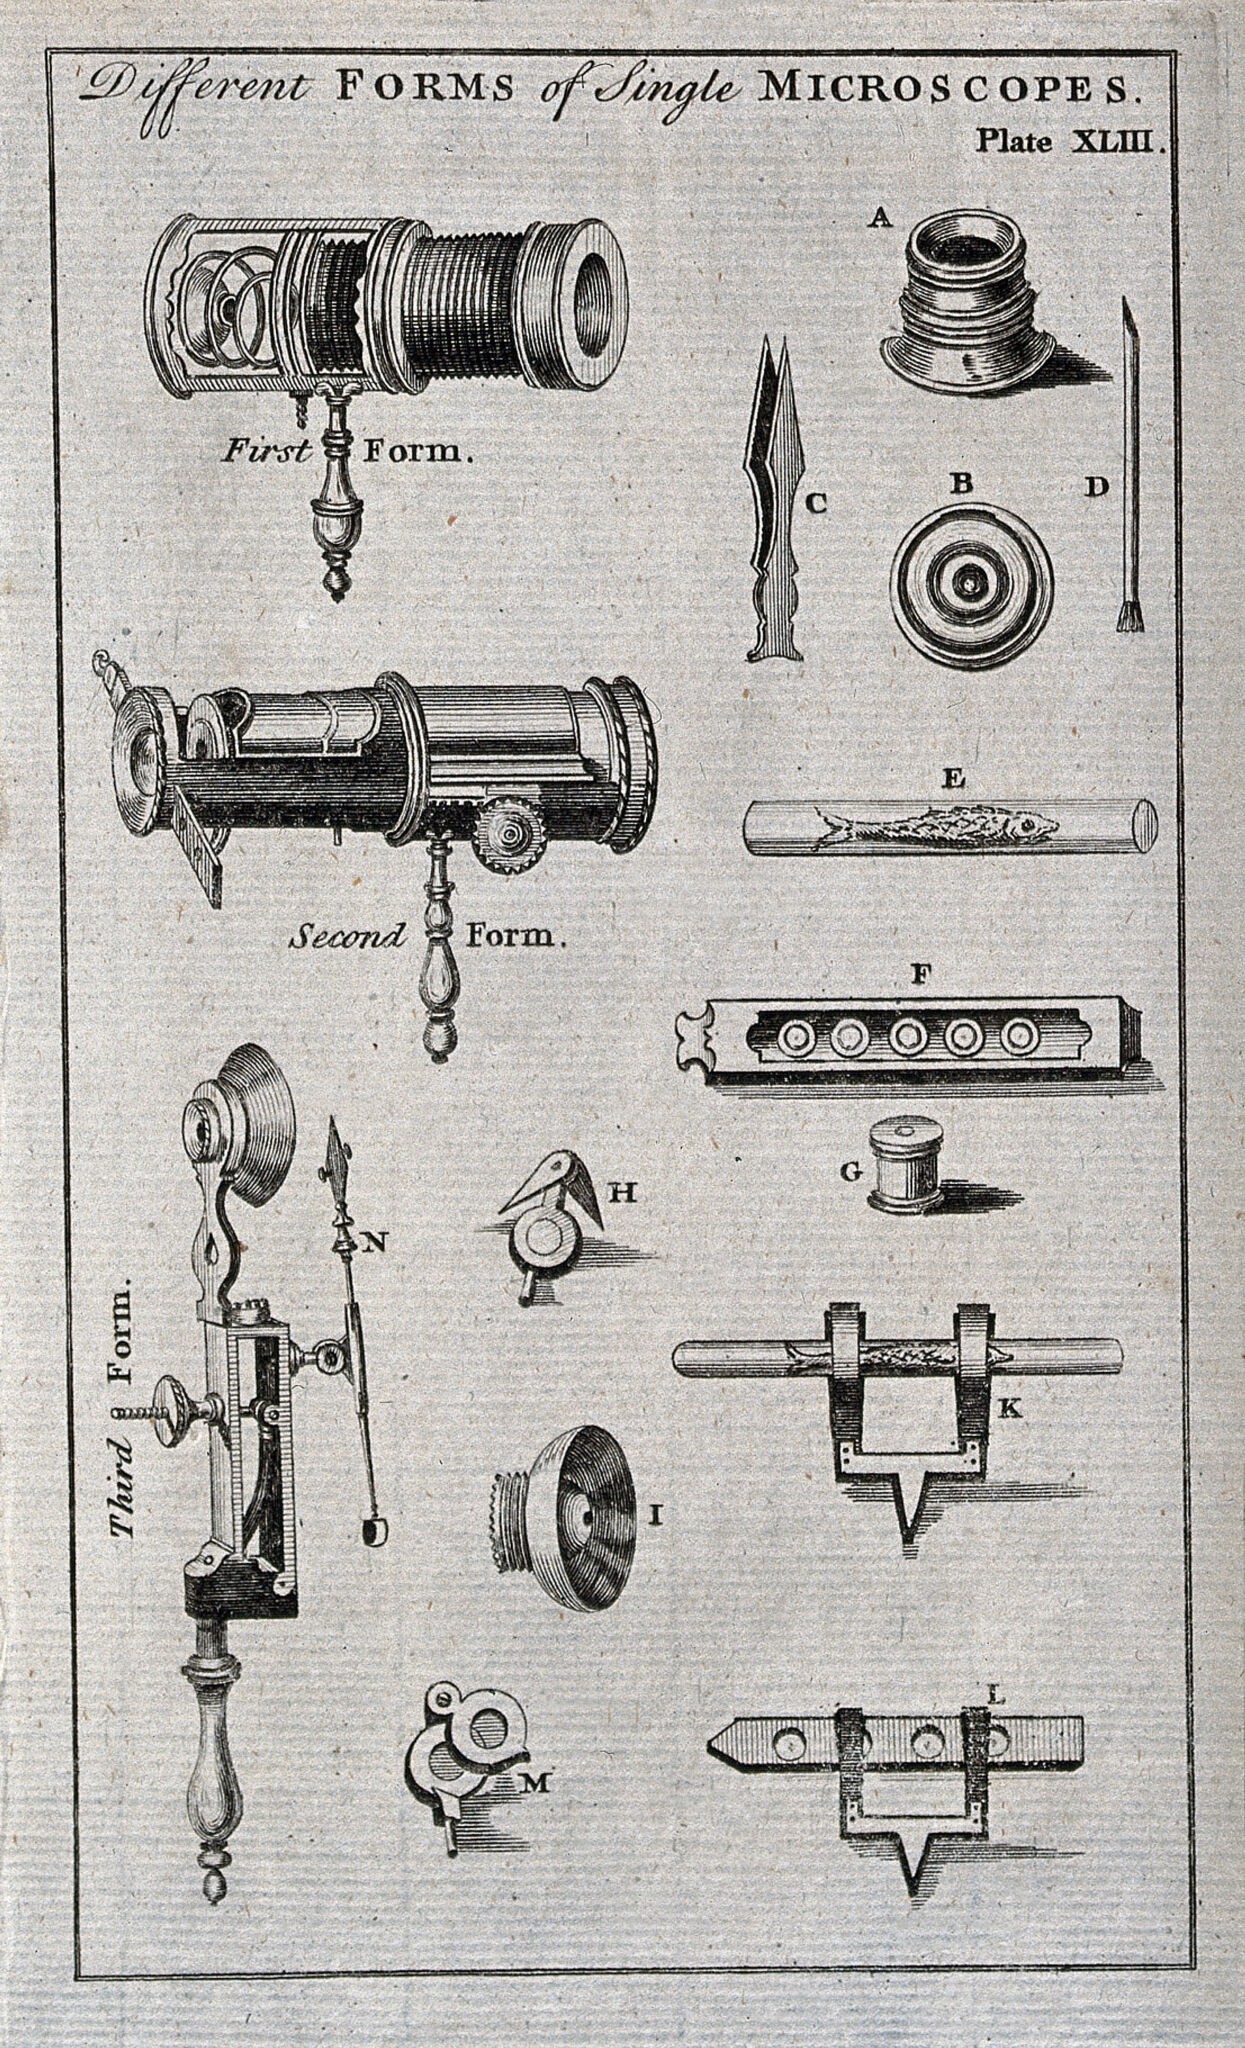 Different FORMS of Single MICROSCOPES.
Plate XLIII.
A
First Form.
C
B
D
Second Form.
E
F
G
H
N
Third Form.
K
I
L
M